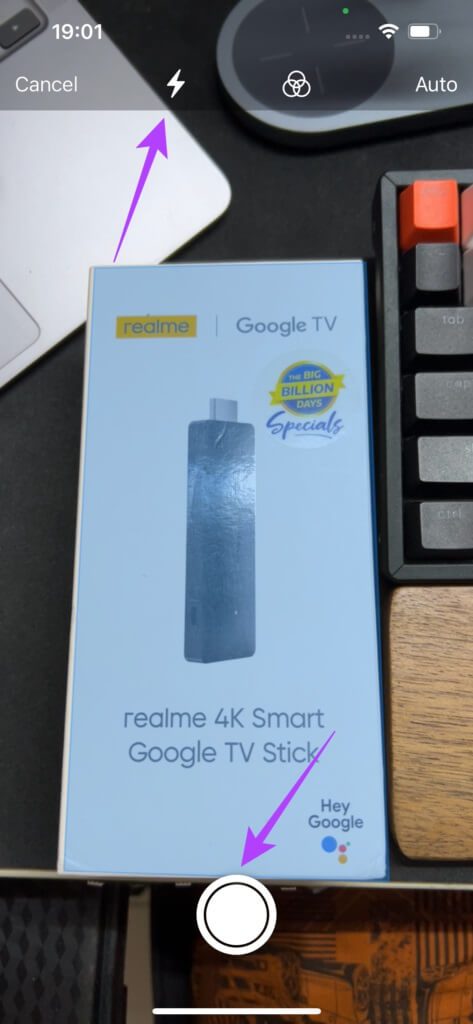 19:01
Cancel
Auto
realme | Google TV
THE BIG
BILLION
DAYS
Specials
realme 4K Smart
Google TV Stick
Hey
Google
tab
cap
ctrl